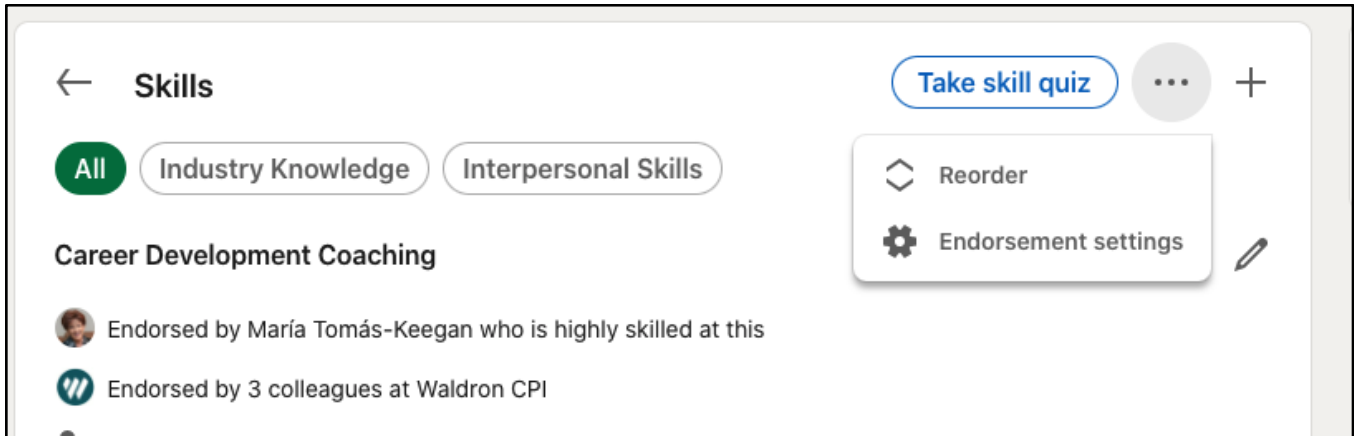 Skills
Take skill quiz
All
Industry Knowledge
Interpersonal Skills
Reorder
Endorsement settings
Career Development Coaching
Endorsed by María Tomás-Keegan who is highly skilled at this
Endorsed by 3 colleagues at Waldron CPI